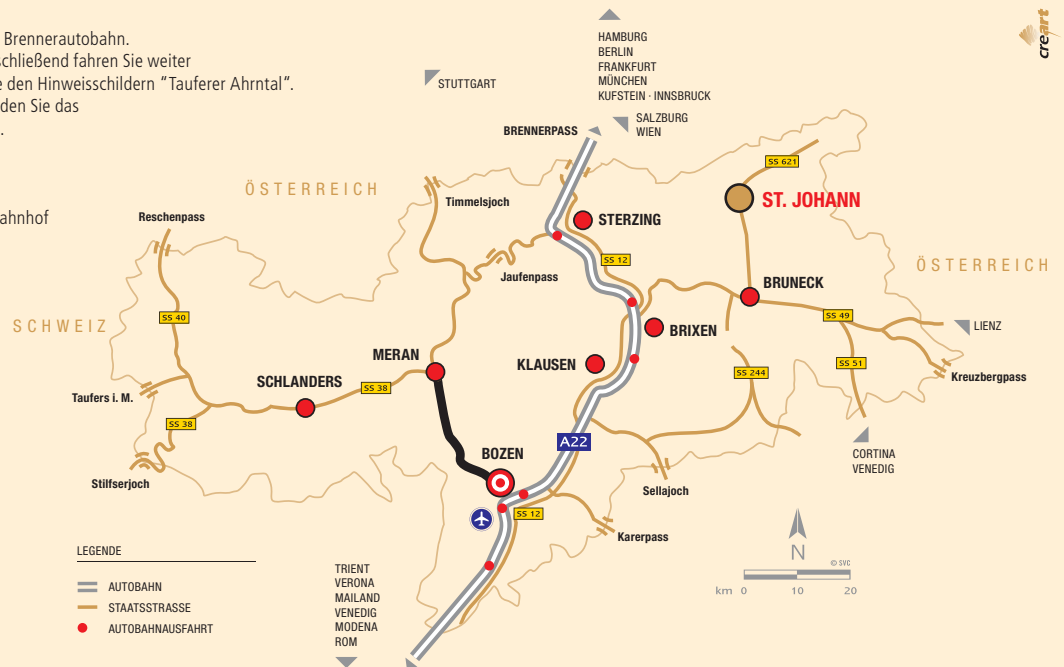 Brennerautobahn.
schließend fahren Sie weiter
e den Hinweisschildern "Tauferer Ahrntal".
den Sie das
.
ahnhof
creart
HAMBURG
BERLIN
FRANKFURT
MÜNCHEN
KUFSTEIN · INNSBRUCK
STUTTGART
SALZBURG
WIEN
BRENNERPASS
SS 621
ÖSTERREICH
Timmelsjoch
ST. JOHANN
Reschenpass
STERZING
SS 12
Jaufenpass
ÖSTERREICH
BRUNECK
SCHWEIZ
SS 40
SS 49
LIENZ
BRIXEN
MERAN
KLAUSEN
SS 51
SCHLANDERS
SS 38
SS 244
Kreuzbergpass
Taufers i. M.
SS 38
A22
BOZEN
CORTINA
VENEDIG
Stilfserjoch
Sellajoch
SS 12
Karerpass
LEGENDE
AUTOBAHN
STAATSSTRASSE
AUTOBAHNAUSFAHRT
TRIENT
VERONA
MAILAND
VENEDIG
MODENA
ROM
N
© SVC
km 0 10 20